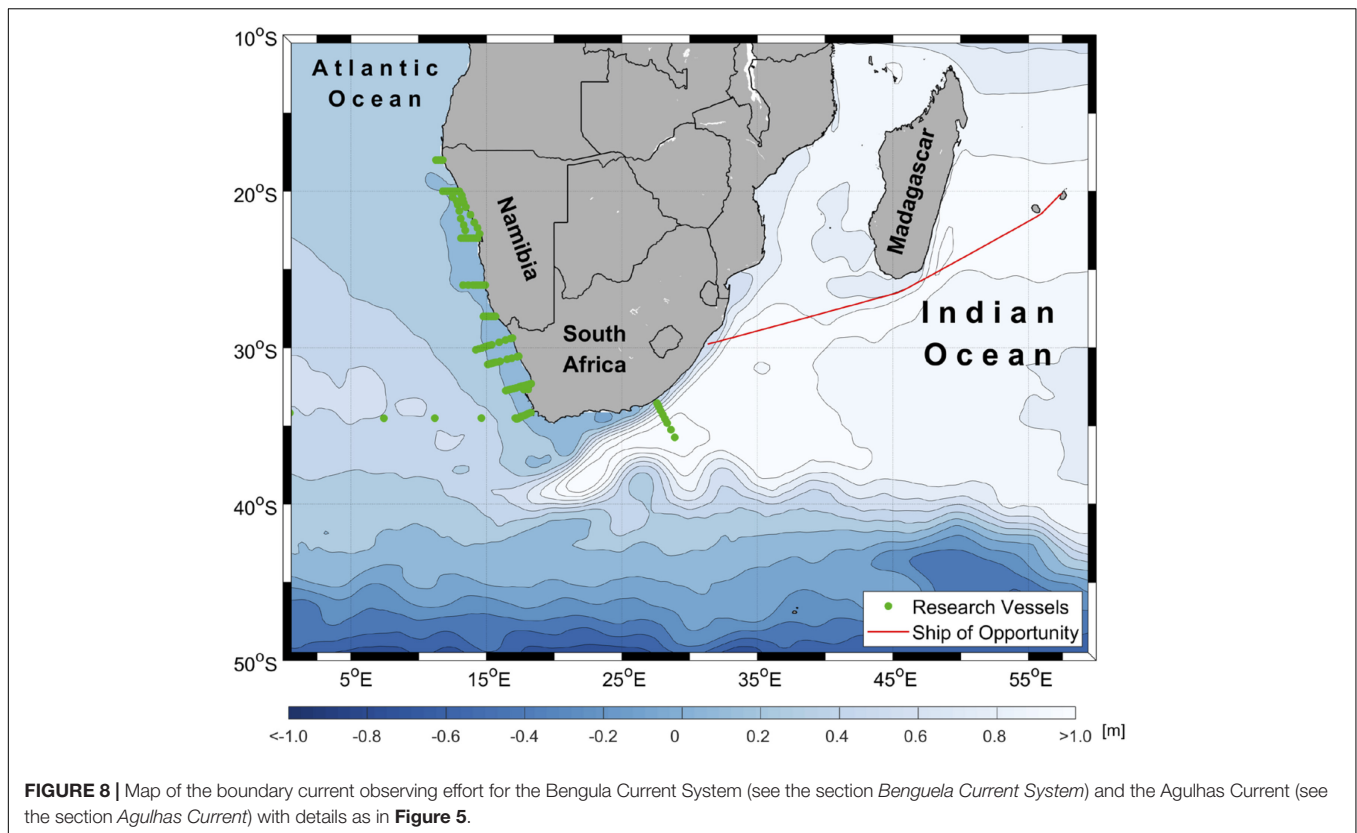 10°S
20°S
30°S
40°S
50°S
Atlantic
Ocean
Namibia
South
Africa
Madagascar
Indian
Ocean
Research Vessels
Ship of Opportunity
5°E 15°E 25°E 35°E 45°E 55°E
<-1.0 -0.8 -0.6 -0.4 -0.2 0 0.2 0.4 0.6 0.8 >1.0 [m]
FIGURE 8 | Map of the boundary current observing effort for the Bengula Current System (see the section Benguela Current System) and the Agulhas Current (see
the section Agulhas Current) with details as in Figure 5.